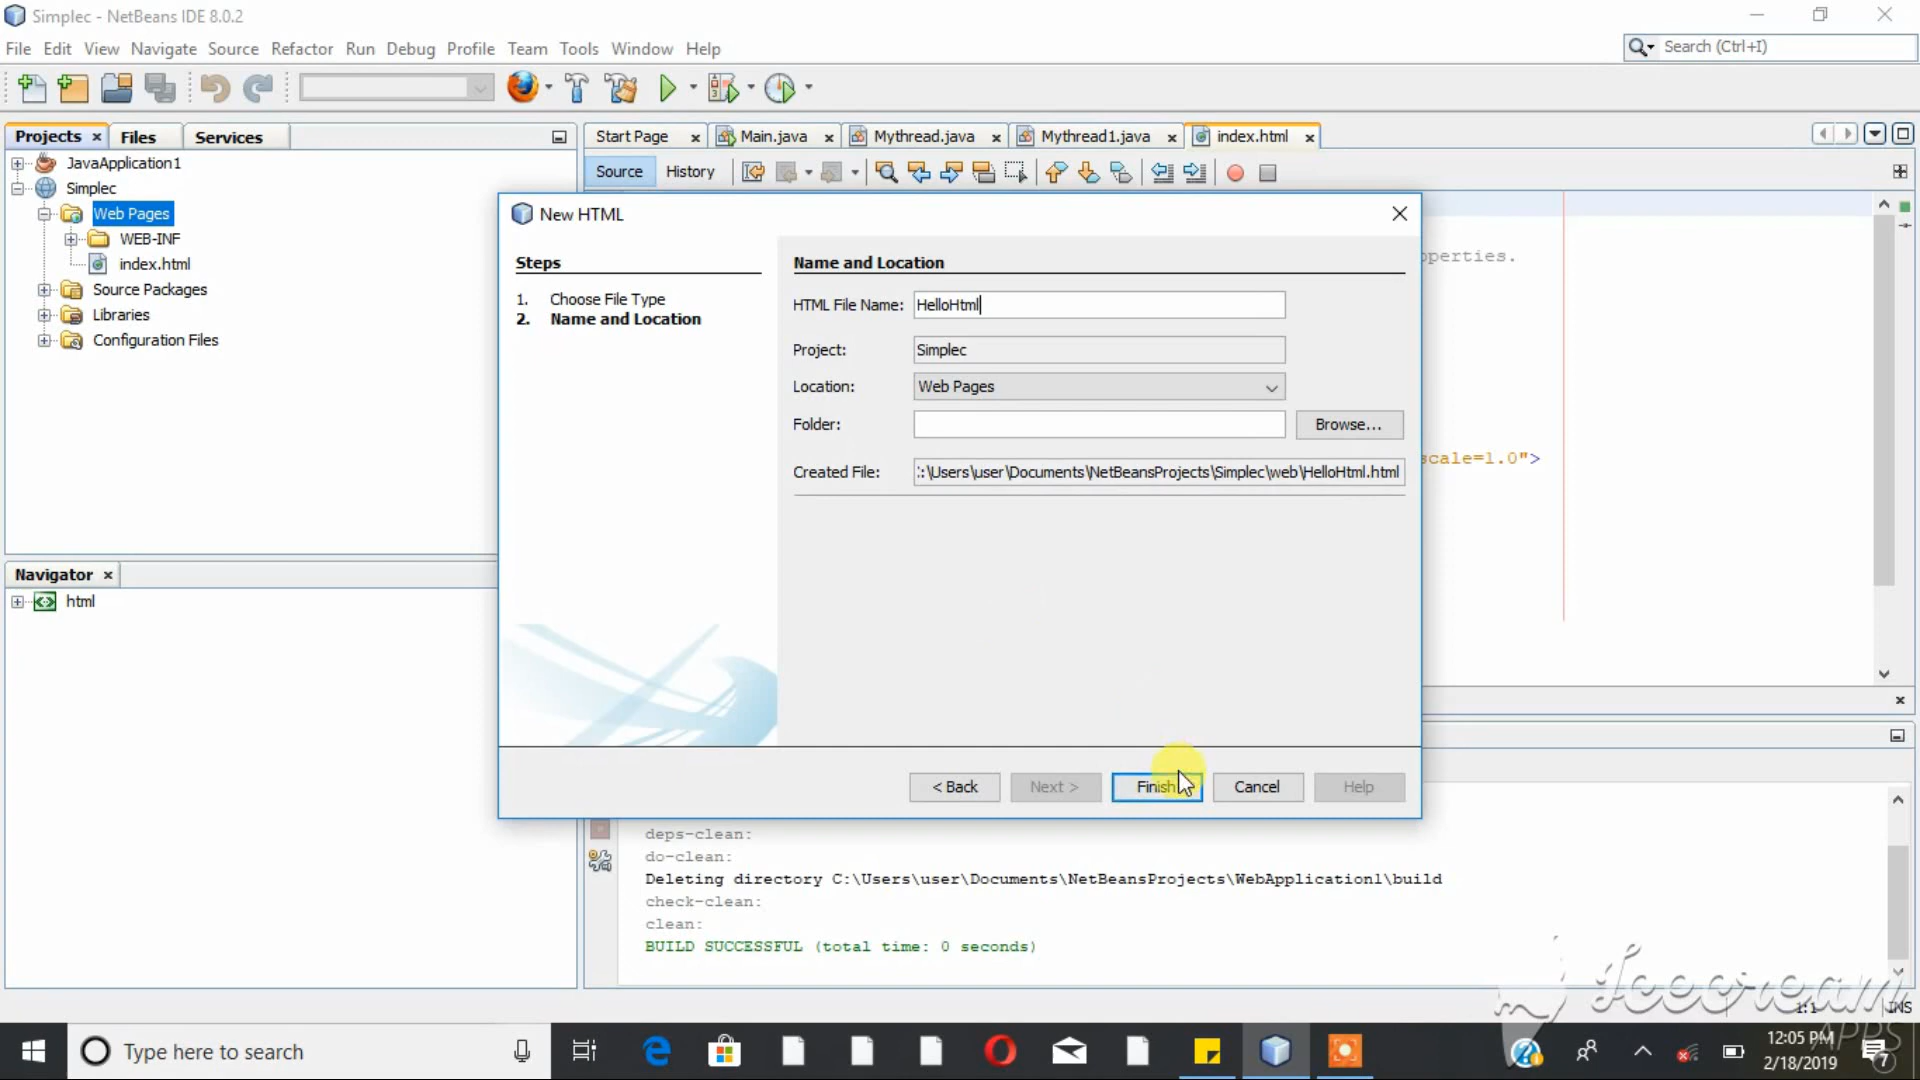 Simplec - NetBeans IDE 8.0.2
File Edit View Navigate Source Refactor Run Debug Profile Team Tools Window Help
Search (Ctrl+I)
Projects Files Services
Start Page Main.java Mythread.java Mythread1.java index.html
Source History
JavaApplication1
Simplec
Web Pages
WEB-INF
index.html
Source Packages
Libraries
Configuration Files
Navigator
html
New HTML
Steps
1. Choose File Type
2. Name and Location
Name and Location
HTML File Name: HelloHtml
Project: Simplec
Location: Web Pages
Folder: Browse...
Created File: :\Users\user\Documents\NetBeansProjects\Simplec\web\HelloHtml.html
< Back Next > Finish Cancel Help
operties.
scale=1.0">
deps-clean:
do-clean:
Deleting directory C:\Users\user\Documents\NetBeansProjects\WebApplication1\build
check-clean:
clean:
BUILD SUCCESSFUL (total time: 0 seconds)
1:1 INS
Icecream
APPS
Type here to search
12:05 PM
2/18/2019
7